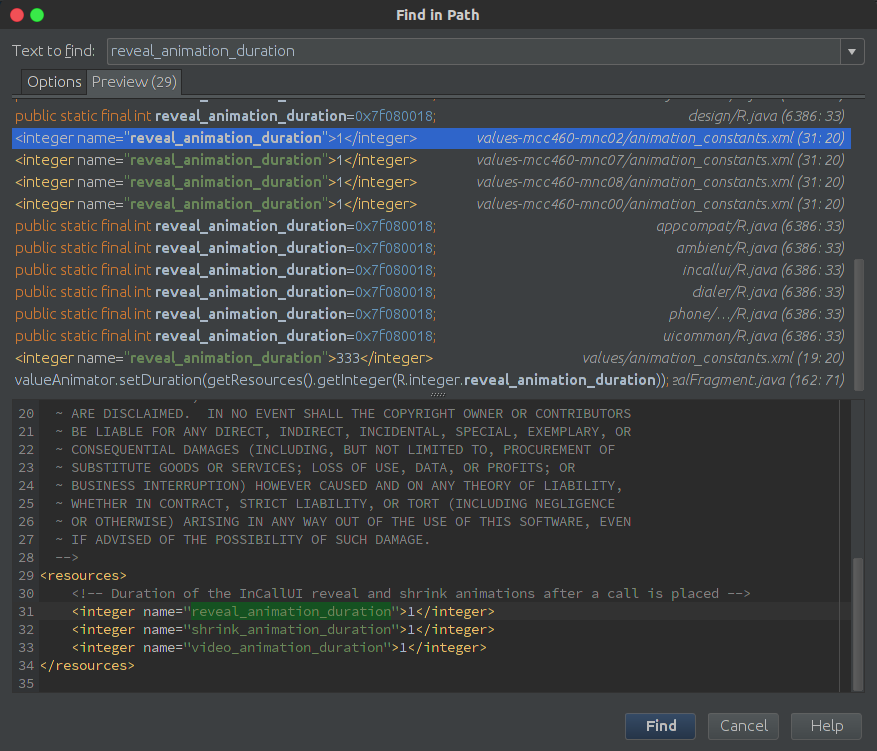 Find in Path
Text to find: reveal_animation_duration
Options Preview (29)
public static final int reveal_animation_duration=0x7f080018; design/R.java (6386: 33)
<integer name="reveal_animation_duration">1</integer> values-mcc460-mnc02/animation_constants.xml (31: 20)
<integer name="reveal_animation_duration">1</integer> values-mcc460-mnc07/animation_constants.xml (31: 20)
<integer name="reveal_animation_duration">1</integer> values-mcc460-mnc08/animation_constants.xml (31: 20)
<integer name="reveal_animation_duration">1</integer> values-mcc460-mnc00/animation_constants.xml (31: 20)
public static final int reveal_animation_duration=0x7f080018; appcompat/R.java (6386: 33)
public static final int reveal_animation_duration=0x7f080018; ambient/R.java (6386: 33)
public static final int reveal_animation_duration=0x7f080018; incallui/R.java (6386: 33)
public static final int reveal_animation_duration=0x7f080018; dialer/R.java (6386: 33)
public static final int reveal_animation_duration=0x7f080018; phone/.../R.java (6386: 33)
public static final int reveal_animation_duration=0x7f080018; uicommon/R.java (6386: 33)
<integer name="reveal_animation_duration">333</integer> values/animation_constants.xml (19: 20)
valueAnimator.setDuration(getResources().getInteger(R.integer.reveal_animation_duration)); ealFragment.java (162: 71)
20 ~ ARE DISCLAIMED. IN NO EVENT SHALL THE COPYRIGHT OWNER OR CONTRIBUTORS
21 ~ BE LIABLE FOR ANY DIRECT, INDIRECT, INCIDENTAL, SPECIAL, EXEMPLARY, OR
22 ~ CONSEQUENTIAL DAMAGES (INCLUDING, BUT NOT LIMITED TO, PROCUREMENT OF
23 ~ SUBSTITUTE GOODS OR SERVICES; LOSS OF USE, DATA, OR PROFITS; OR
24 ~ BUSINESS INTERRUPTION) HOWEVER CAUSED AND ON ANY THEORY OF LIABILITY,
25 ~ WHETHER IN CONTRACT, STRICT LIABILITY, OR TORT (INCLUDING NEGLIGENCE
26 ~ OR OTHERWISE) ARISING IN ANY WAY OUT OF THE USE OF THIS SOFTWARE, EVEN
27 ~ IF ADVISED OF THE POSSIBILITY OF SUCH DAMAGE.
28 -->
29 <resources>
30 <!-- Duration of the InCallUI reveal and shrink animations after a call is placed -->
31 <integer name="reveal_animation_duration">1</integer>
32 <integer name="shrink_animation_duration">1</integer>
33 <integer name="video_animation_duration">1</integer>
34 </resources>
35
Find Cancel Help